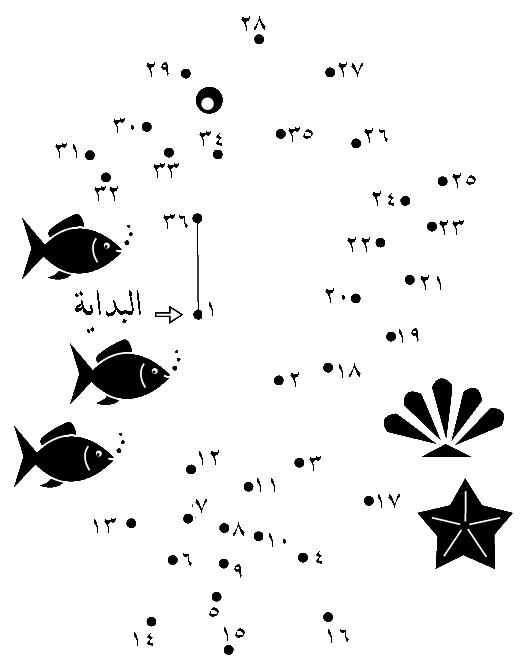 ٢٨
٢٩ ٢٧
٣٠ ٣٤ ٣٥ ٢٦
٣١ ٣٣
٣٢ ٢٤ ٢٥
٣٦ ٢٣
٢٢
٢١
٢٠
البداية ١
١٩
٢ ١٨
١٢ ٣
١١
٧ ١٧
١٣ ٨ ١٠
٦ ٩ ٤
٥
١٤ ١٥ ١٦